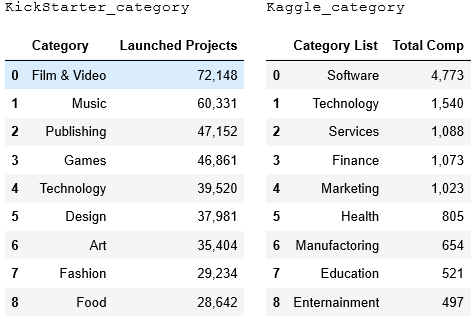 KickStarter_category Kaggle_category
Category Launched Projects Category List Total Comp
0 Film & Video 72,148 0 Software 4,773
1 Music 60,331 1 Technology 1,540
2 Publishing 47,152 2 Services 1,088
3 Games 46,861 3 Finance 1,073
4 Technology 39,520 4 Marketing 1,023
5 Design 37,981 5 Health 805
6 Art 35,404 6 Manufactoring 654
7 Fashion 29,234 7 Education 521
8 Food 28,642 8 Enternainment 497